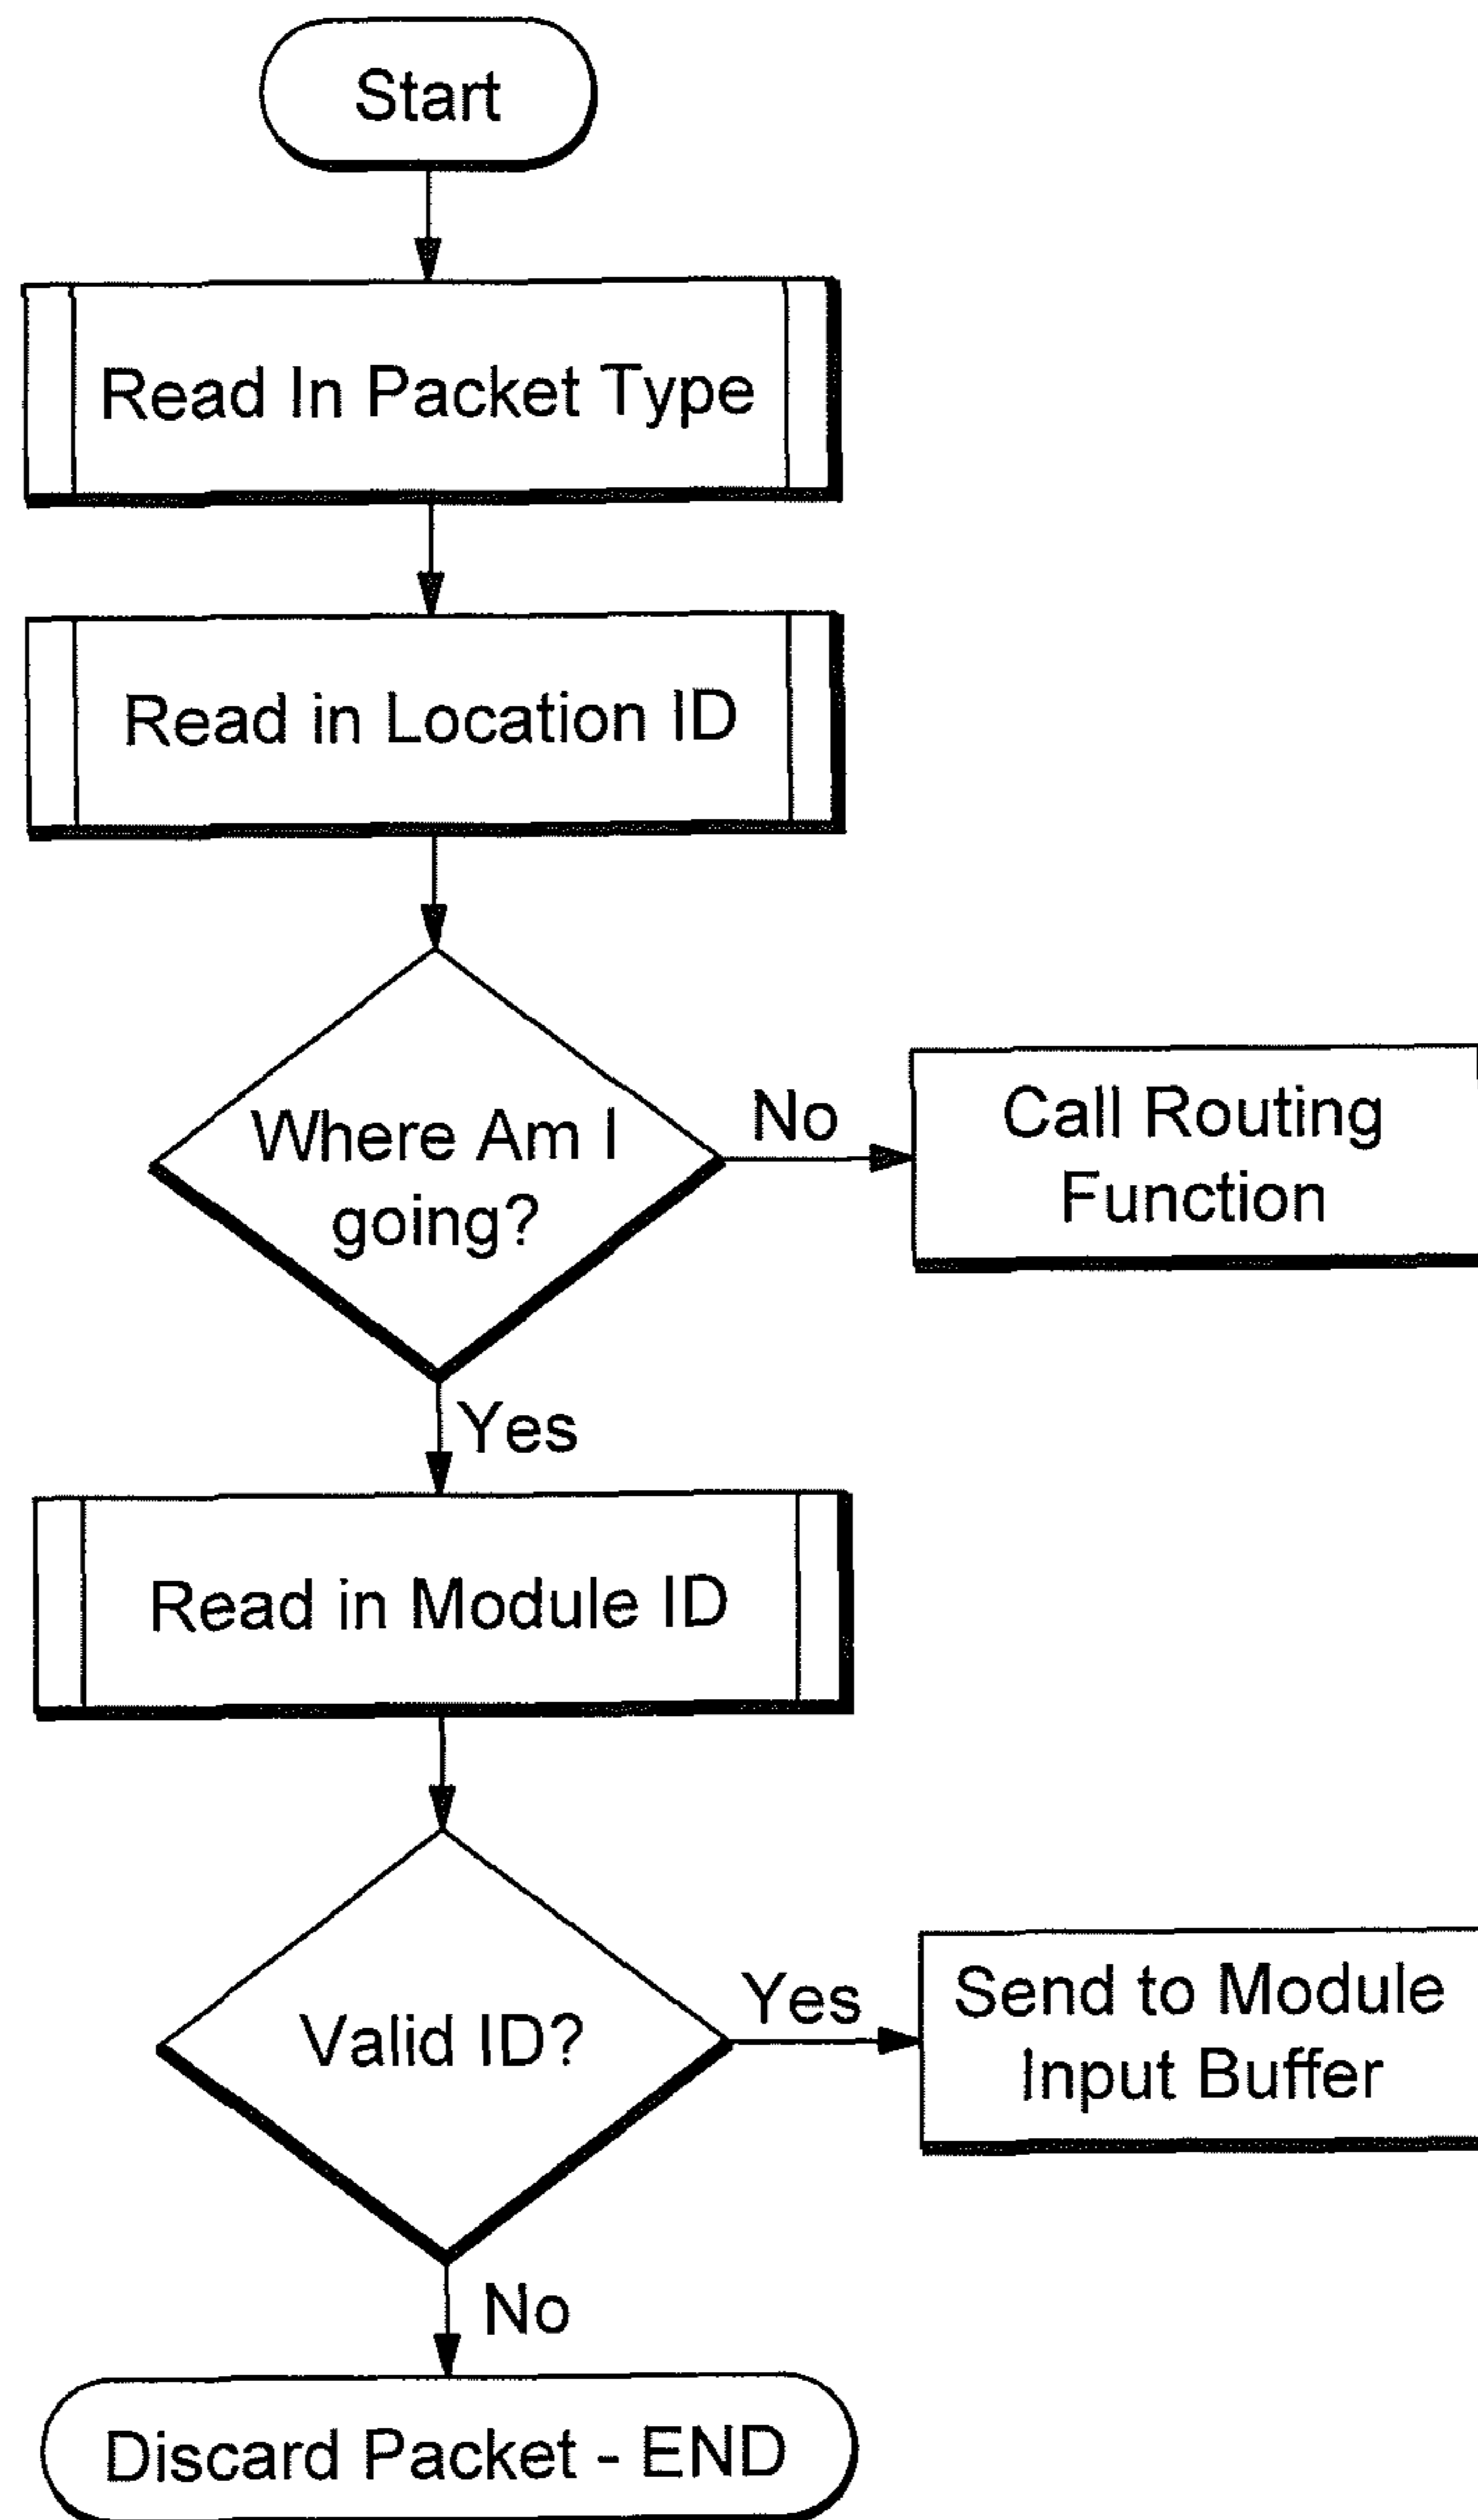 Start
Read In Packet Type
Read in Location ID
Where Am I
going?
No
Call Routing
Function
Yes
Read in Module ID
Valid ID?
Yes
Send to Module
Input Buffer
No
Discard Packet - END